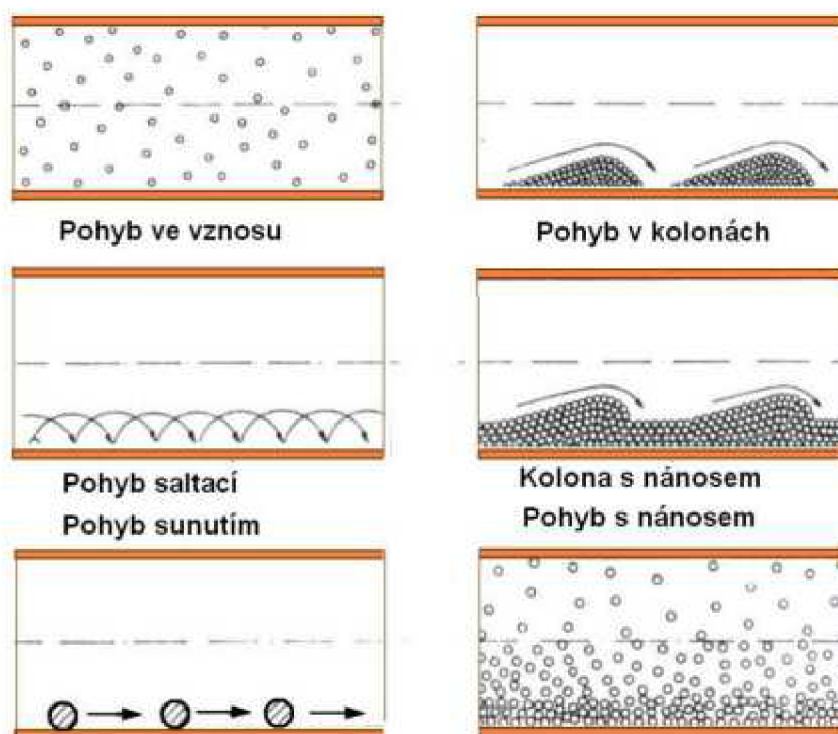 Pohyb ve vznosu
Pohyb v kolonách
Pohyb saltací
Kolona s nánosem
Pohyb sunutím
Pohyb s nánosem